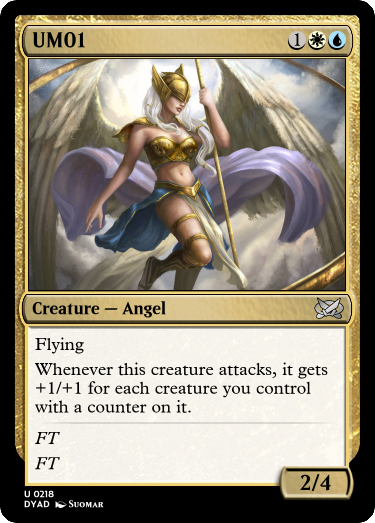 UM01 1
Creature — Angel
Flying
Whenever this creature attacks, it gets
+1/+1 for each creature you control
with a counter on it.
FT
FT
2/4
U 0218
DYAD SUOMAR